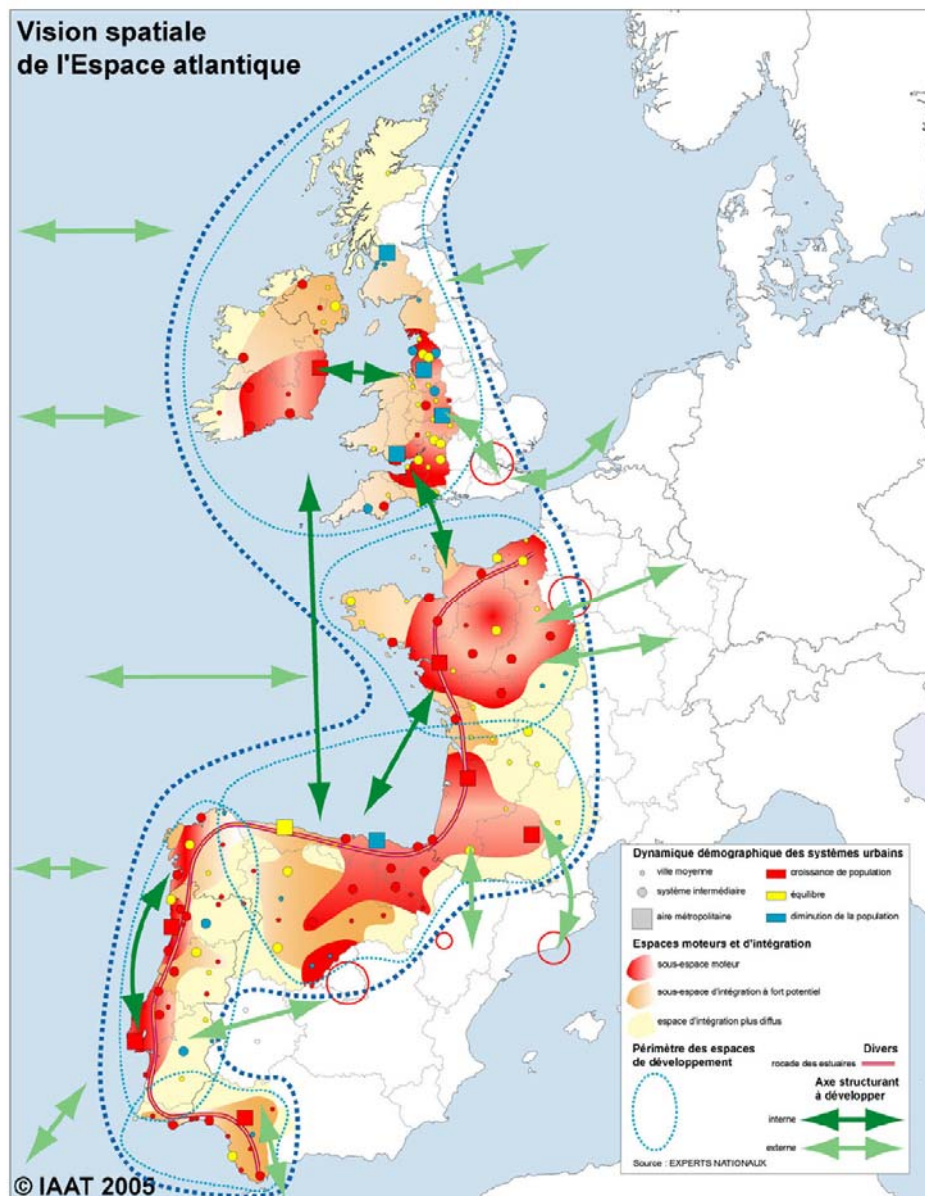 Vision spatiale
de l'Espace atlantique
Dynamique démographique des systèmes urbains
ville moyenne
système intermédiaire
aire métropolitaine
croissance de population
équilibre
diminution de la population
Espaces moteurs et d'intégration
sous-espace moteur
sous-espace d'intégration à fort potentiel
espace d'intégration plus diffus
Périmètre des espaces
de développement
Divers
rocade des estuaires
Axe structurant
à développer
interne
externe
Source : EXPERTS NATIONAUX
© IAAT 2005